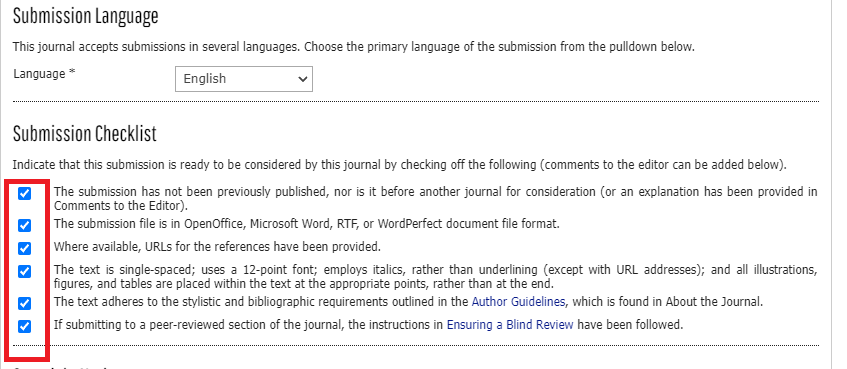 Submission Language
This journal accepts submissions in several languages. Choose the primary language of the submission from the pulldown below.
Language *
English
Submission Checklist
Indicate that this submission is ready to be considered by this journal by checking off the following (comments to the editor can be added below).
The submission has not been previously published, nor is it before another journal for consideration (or an explanation has been provided in
Comments to the Editor).
The submission file is in OpenOffice, Microsoft Word, RTF, or WordPerfect document file format.
Where available, URLs for the references have been provided.
The text is single-spaced; uses a 12-point font; employs italics, rather than underlining (except with URL addresses); and all illustrations,
figures, and tables are placed within the text at the appropriate points, rather than at the end.
The text adheres to the stylistic and bibliographic requirements outlined in the Author Guidelines, which is found in About the Journal.
If submitting to a peer-reviewed section of the journal, the instructions in Ensuring a Blind Review have been followed.